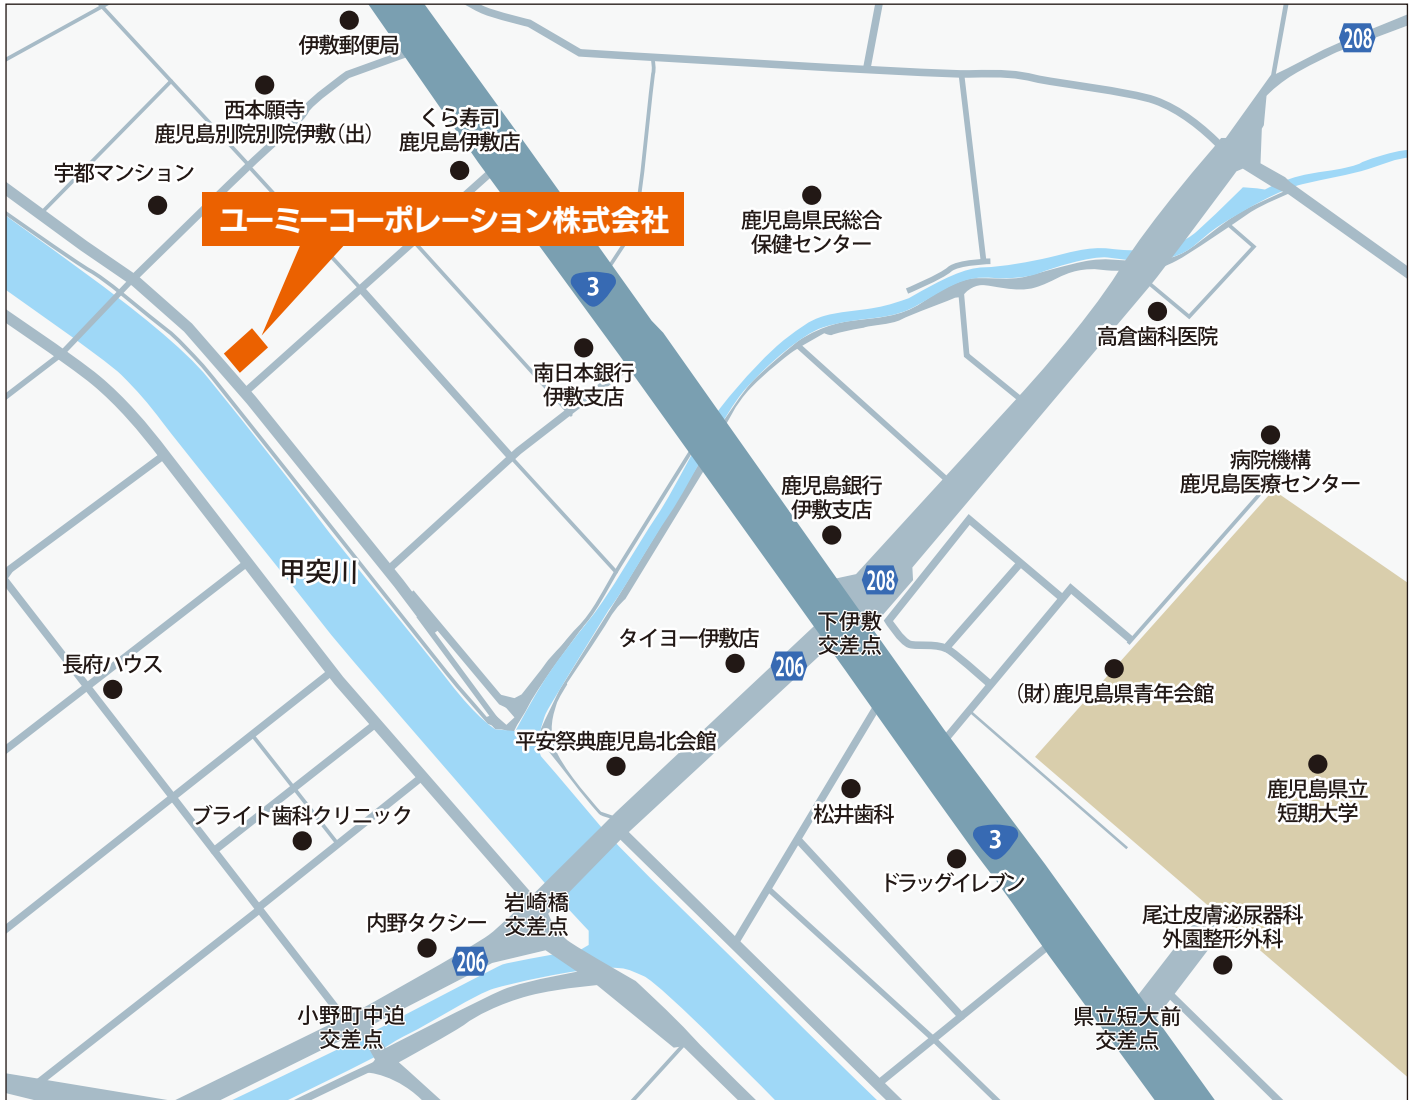 伊敷郵便局
208
西本願寺
鹿児島別院別院伊敷（出）
くら寿司
鹿児島伊敷店
宇都マンション
ユーミーコーポレーション株式会社
鹿児島県民総合
保健センター
3
高倉歯科医院
南日本銀行
伊敷支店
病院機構
鹿児島医療センター
鹿児島銀行
伊敷支店
甲突川
208
下伊敷
交差点
タイヨー伊敷店
206
長府ハウス
（財）鹿児島県青年会館
平安祭典鹿児島北会館
鹿児島県立
短期大学
ブライト歯科クリニック
松井歯科
3
ドラッグイレブン
岩崎橋
交差点
尾辻皮膚泌尿器科
外園整形外科
内野タクシー
206
小野町中迫
交差点
県立短大前
交差点